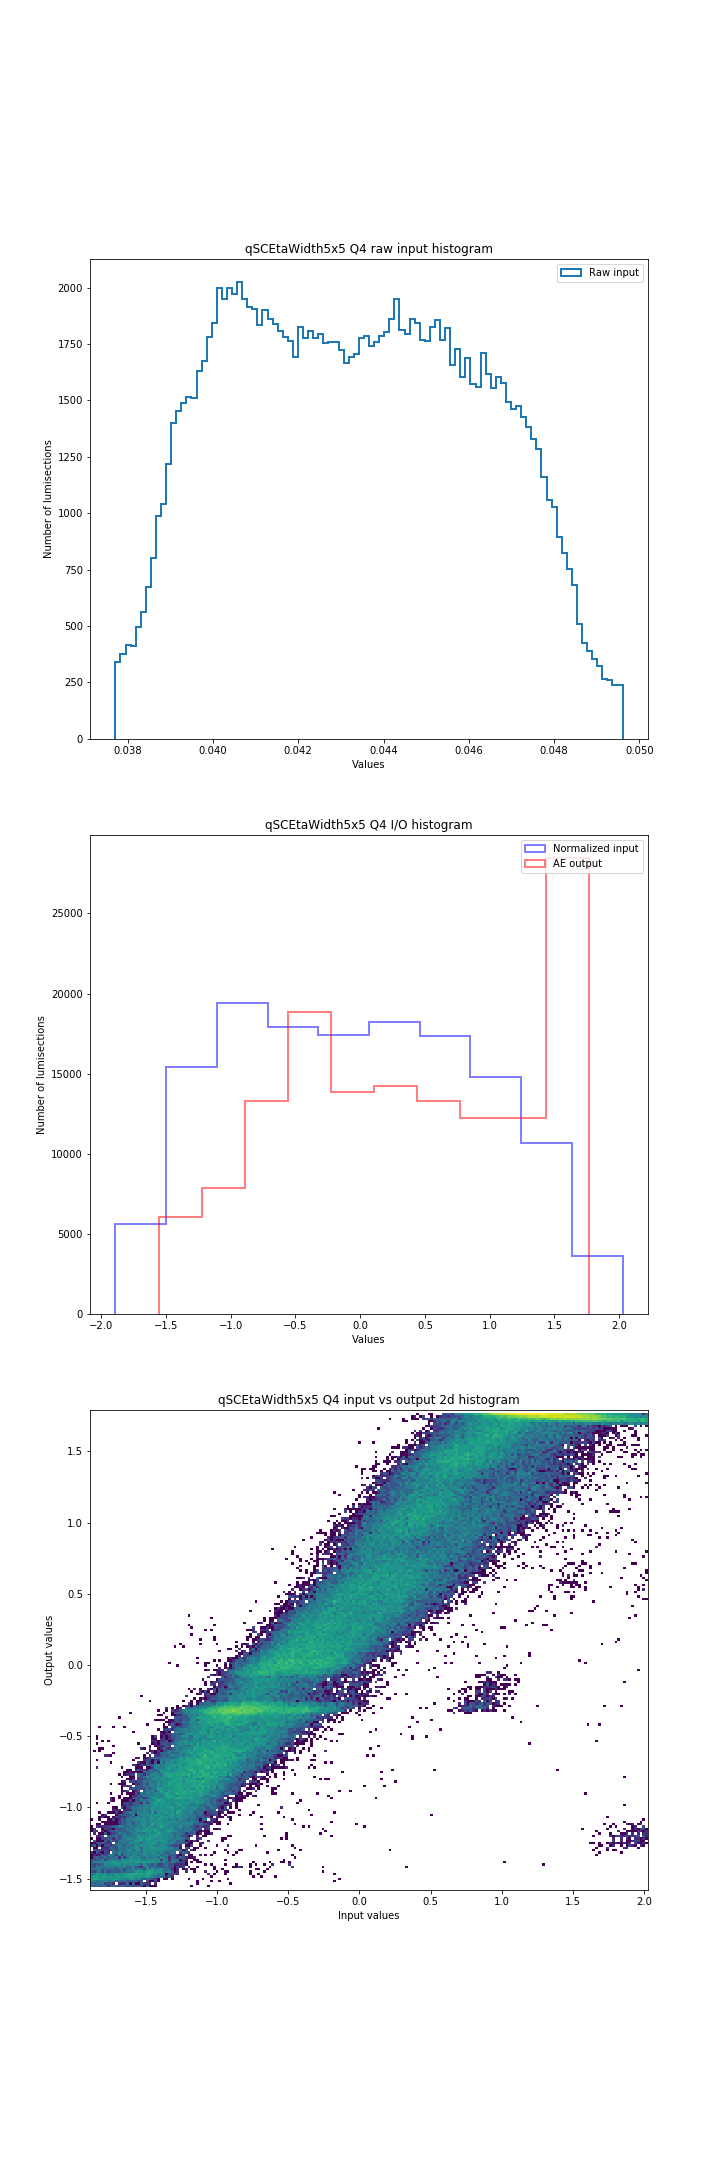 qSCEtaWidth5x5 Q4 raw input histogram
Raw input
2000
1750
1500
1250
1000
750
500
250
0
Number of lumisections
0.038 0.040 0.042 0.044 0.046 0.048 0.050
Values
qSCEtaWidth5x5 Q4 I/O histogram
Normalized input
AE output
25000
20000
15000
10000
5000
0
Number of lumisections
−2.0 −1.5 −1.0 −0.5 0.0 0.5 1.0 1.5 2.0
Values
qSCEtaWidth5x5 Q4 input vs output 2d histogram
1.5
1.0
0.5
0.0
−0.5
−1.0
−1.5
Output values
−1.5 −1.0 −0.5 0.0 0.5 1.0 1.5 2.0
Input values